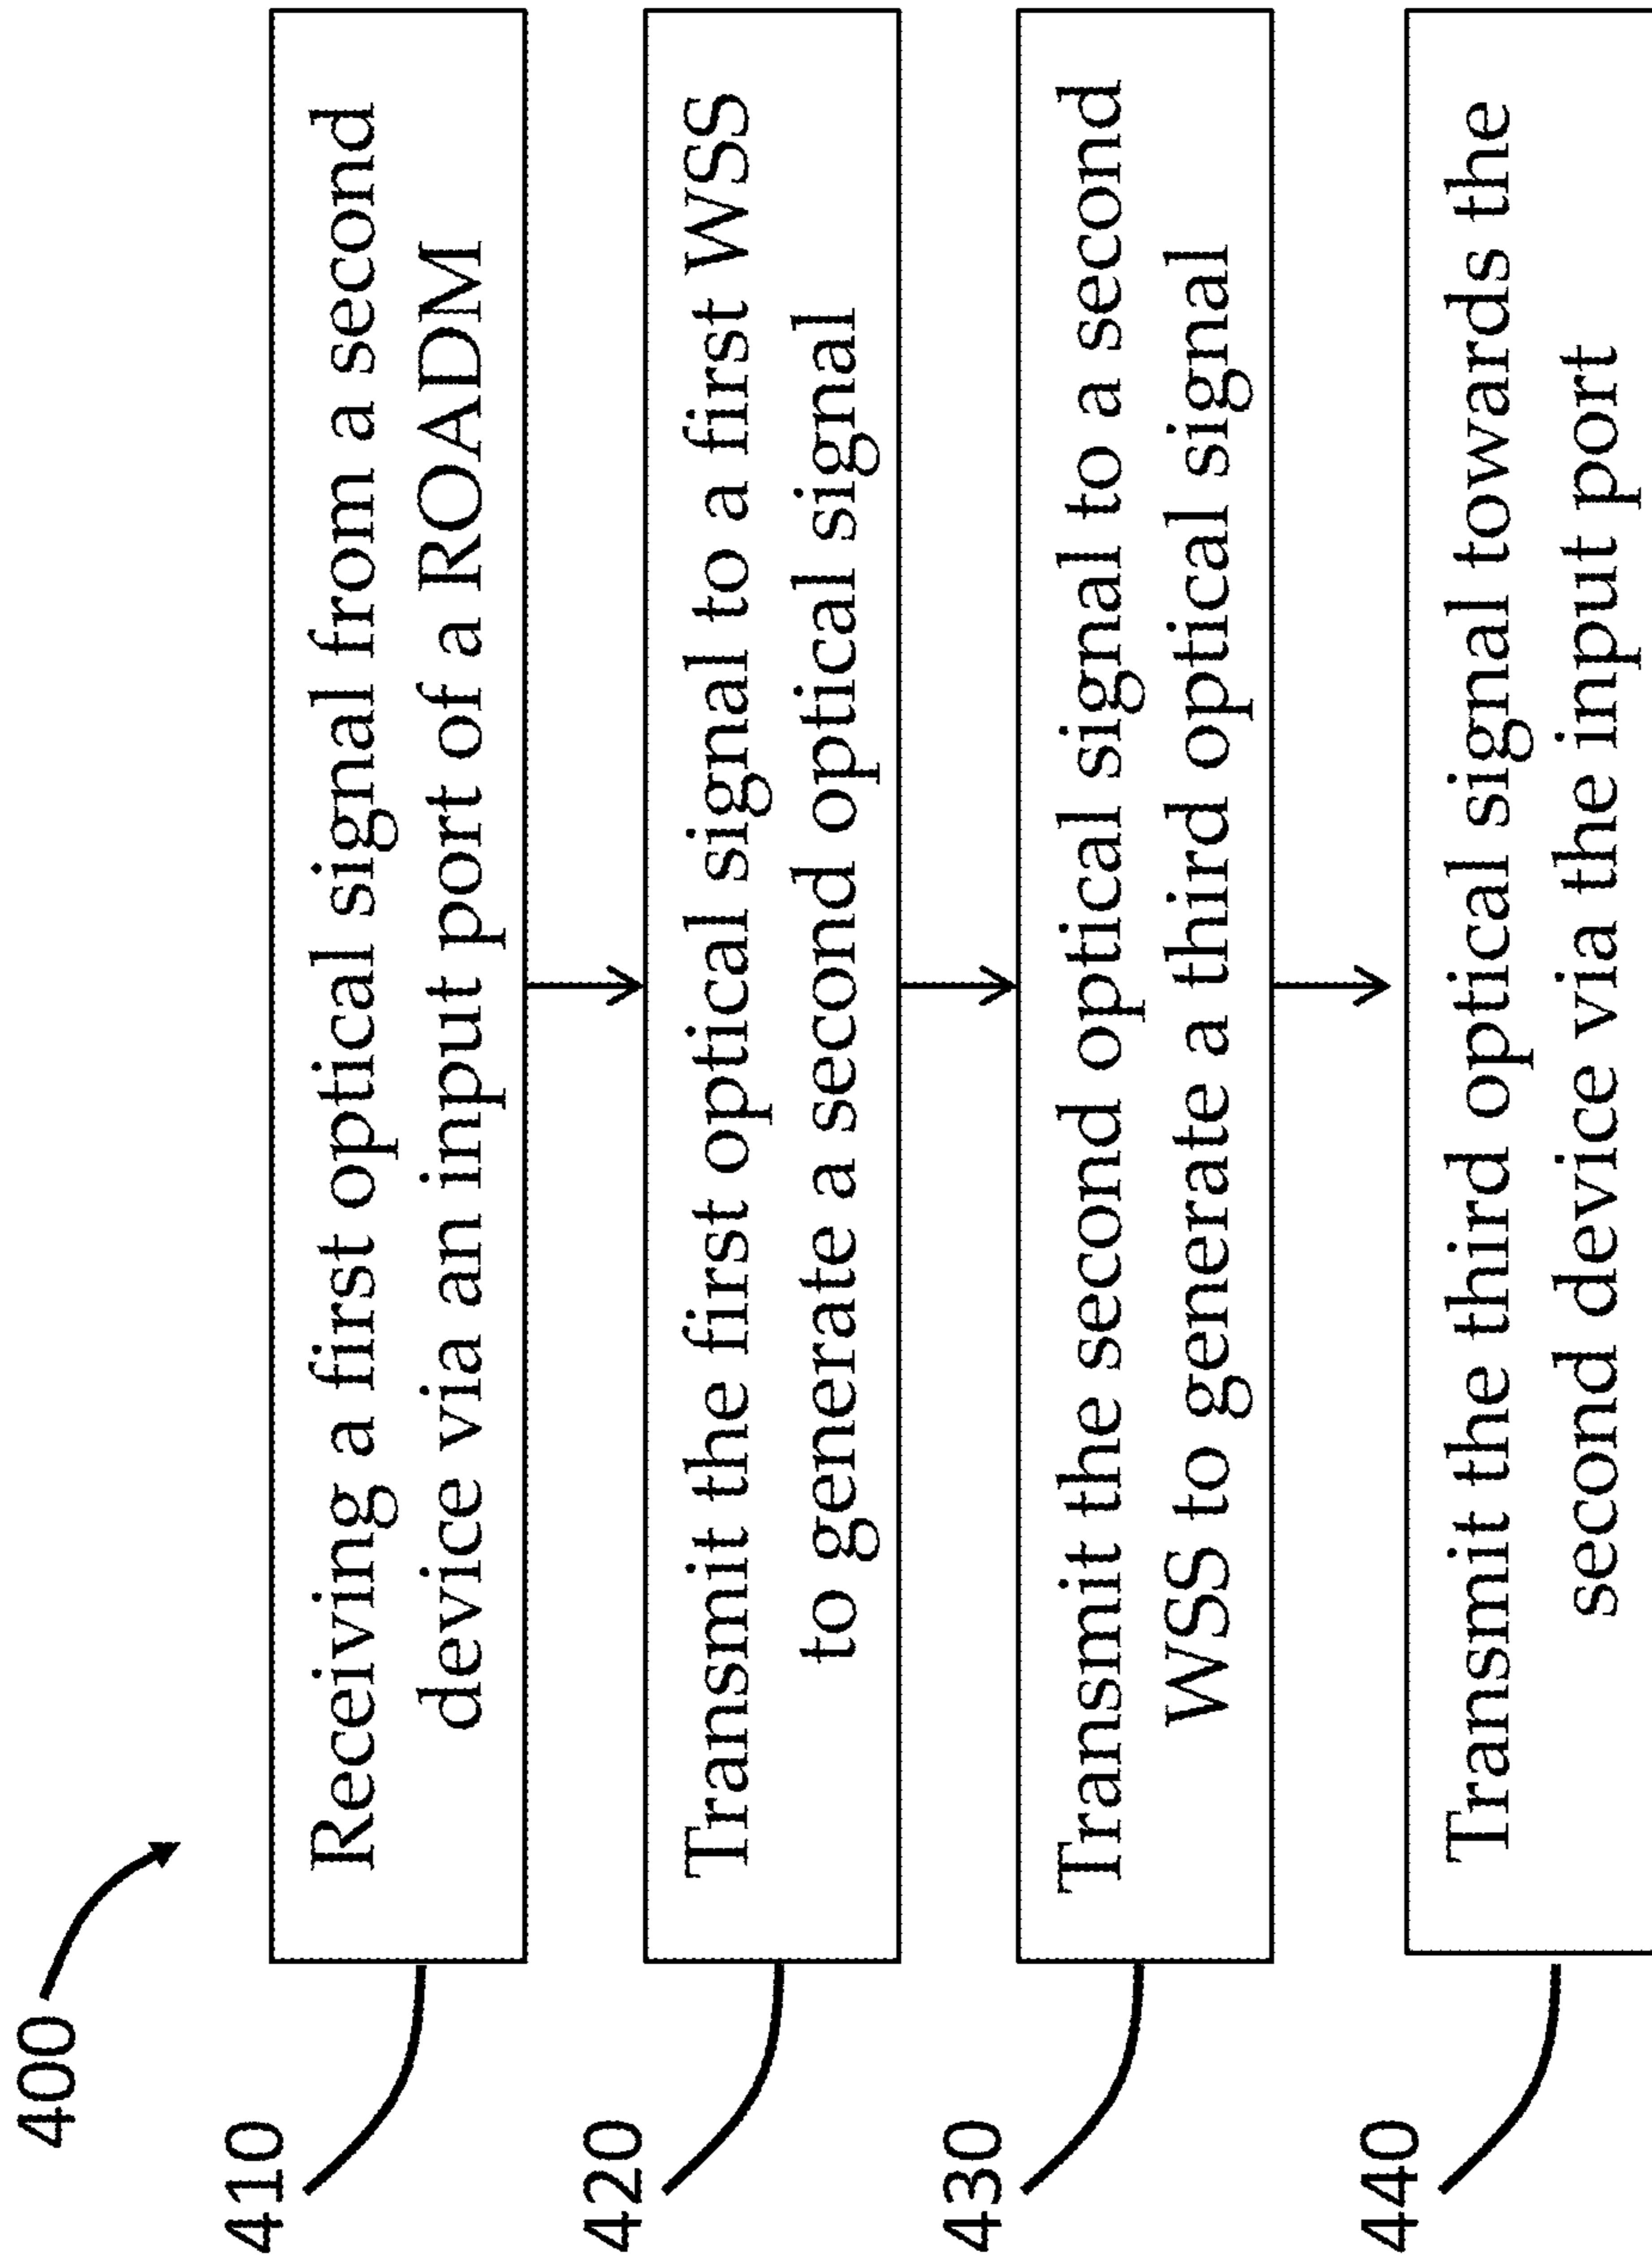 400
410
Receiving a first optical signal from a second
device via an input port of a ROADM
420
Transmit the first optical signal to a first WSS
to generate a second optical signal
430
Transmit the second optical signal to a second
WSS to generate a third optical signal
440
Transmit the third optical signal towards the
second device via the input port